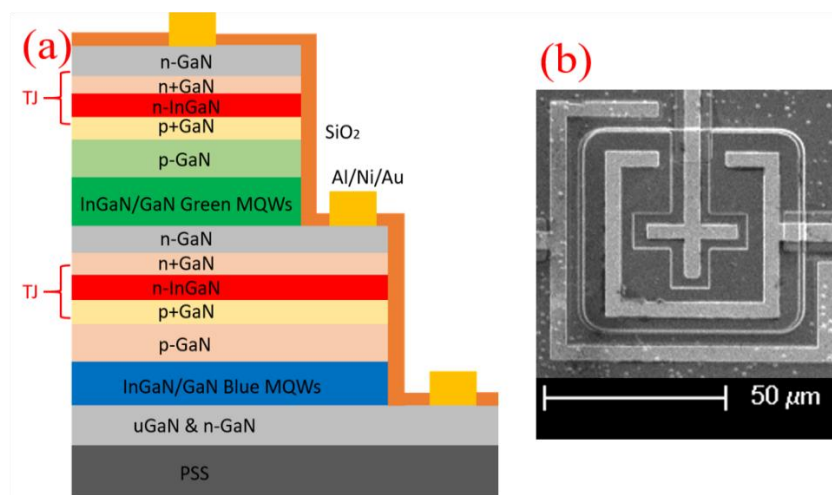 (a)
n-GaN
n+GaN
TJ
n-InGaN
p+GaN
SiO₂
p-GaN
Al/Ni/Au
InGaN/GaN Green MQWs
n-GaN
n+GaN
TJ
n-InGaN
p+GaN
p-GaN
InGaN/GaN Blue MQWs
uGaN & n-GaN
PSS
(b)
50 μm